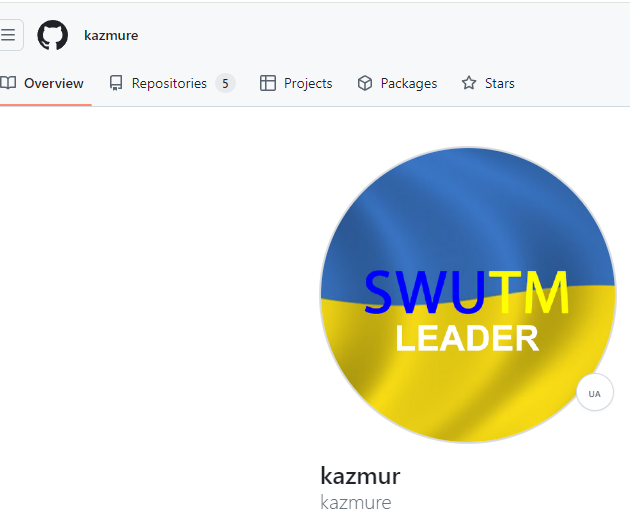 kazmure
Overview Repositories 5 Projects Packages Stars
SWUTM
LEADER
UA
kazmur
kazmure